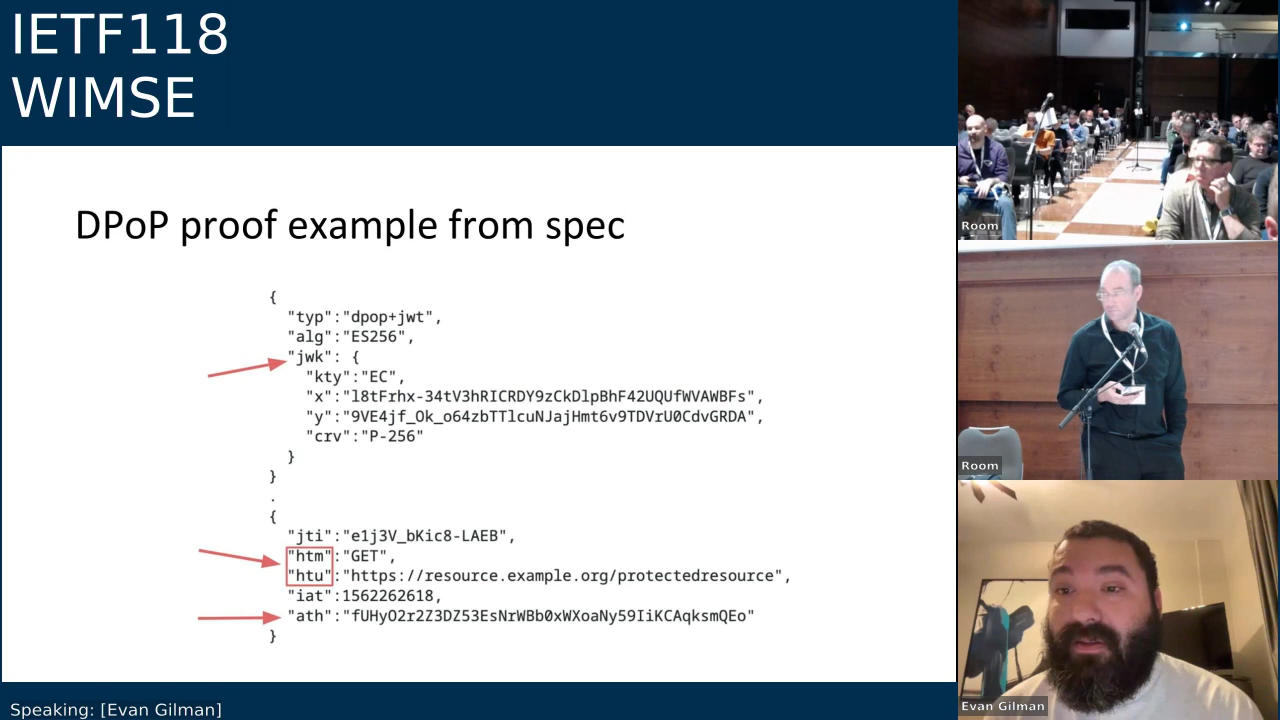 IETF118
WIMSE
DPoP proof example from spec
{
"typ":"dpop+jwt",
"alg":"ES256",
"jwk": {
"kty":"EC",
"x":"l8tFrhx-34tV3hRICRDY9zCkDlpBhF42UQUfWVAWBFs",
"y":"9VE4jf_Ok_o64zbTTlcuNJajHmt6v9TDVrU0CdvGRDA",
"crv":"P-256"
}
}
.
{
"jti":"e1j3V_bKic8-LAEB",
"htm":"GET",
"htu":"https://resource.example.org/protectedresource",
"iat":1562262618,
"ath":"fUHyO2r2Z3DZ53EsNrWBb0xWXoaNy59IiKCAqksmQEo"
}
Speaking: [Evan Gilman]
Room
Room
Evan Gilman